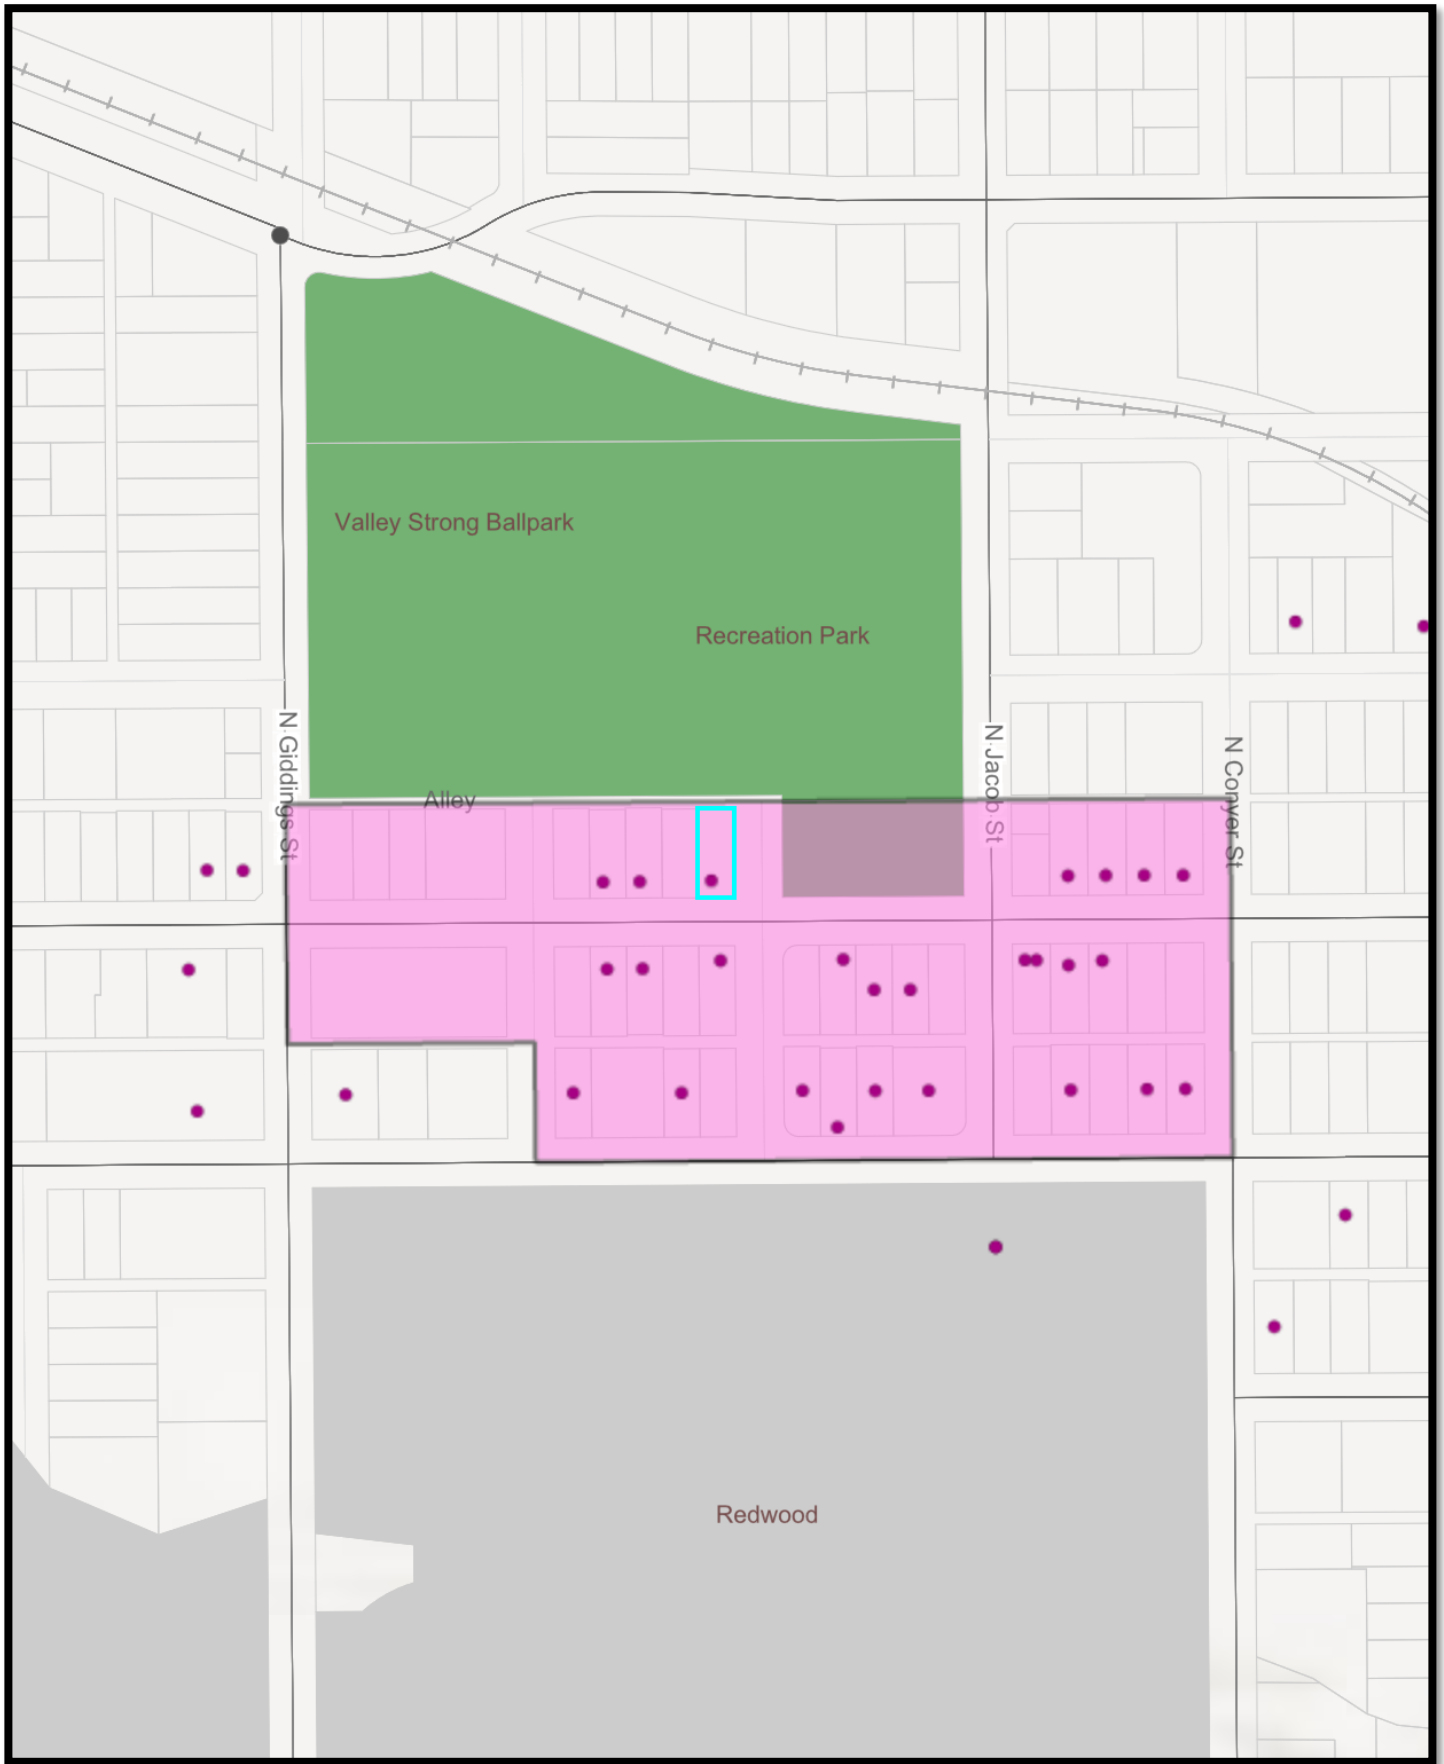 Valley Strong Ballpark
Recreation Park
N Giddings St
N Jacob St
N Conyer St
Alley
Redwood